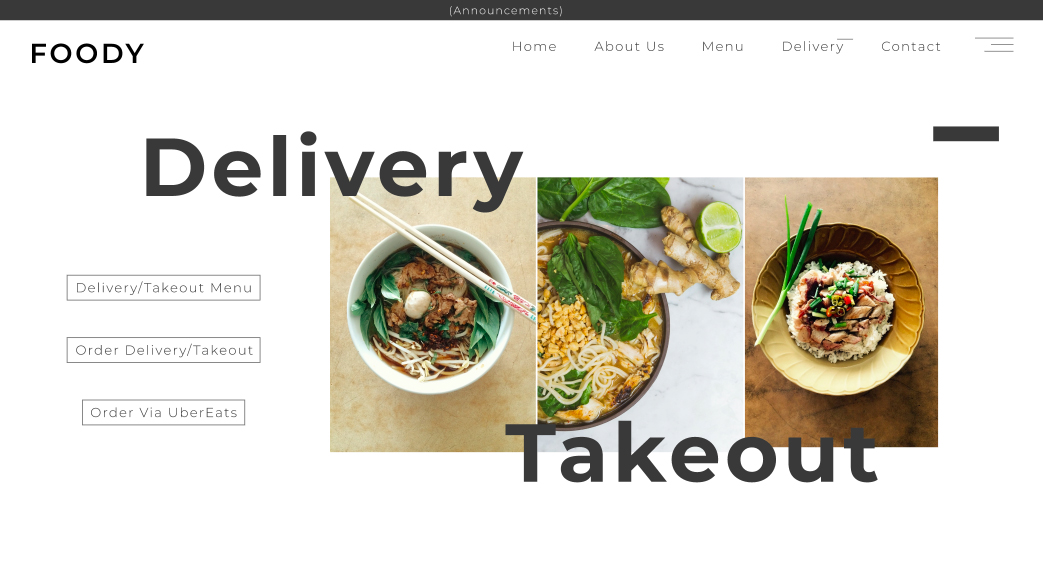 (Announcements)
FOODY
Home
About Us
Menu
Delivery
Contact
Delivery
Delivery/Takeout Menu
Order Delivery/Takeout
Order Via UberEats
Takeout